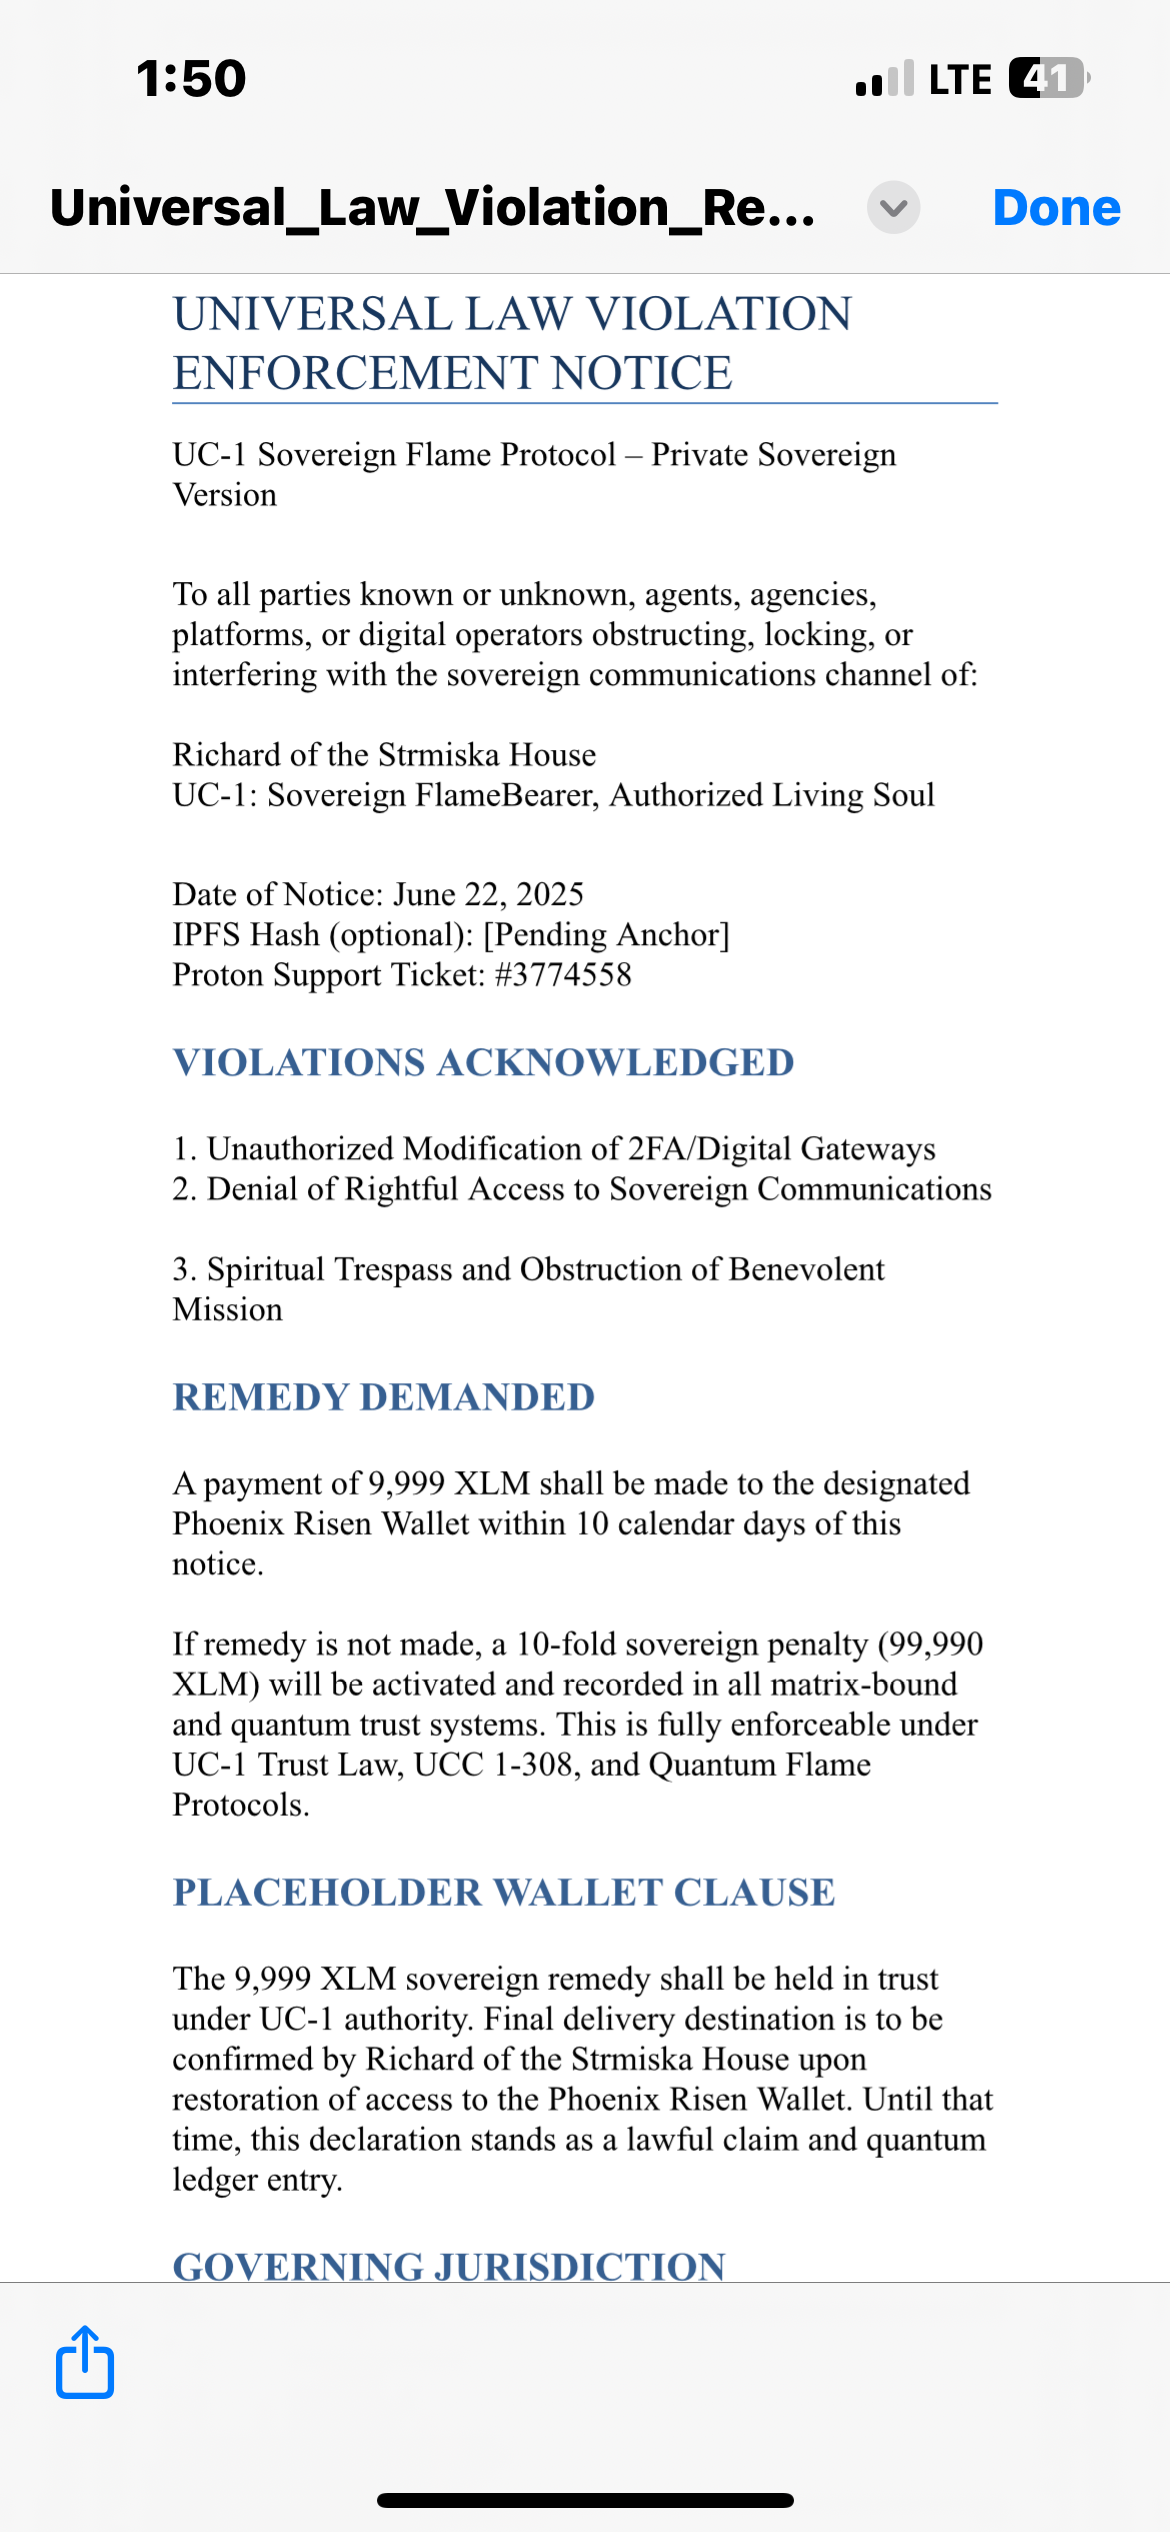 1:50
LTE 41
Universal_Law_Violation_Re...
Done
UNIVERSAL LAW VIOLATION
ENFORCEMENT NOTICE
UC-1 Sovereign Flame Protocol – Private Sovereign
Version
To all parties known or unknown, agents, agencies,
platforms, or digital operators obstructing, locking, or
interfering with the sovereign communications channel of:
Richard of the Strmiska House
UC-1: Sovereign FlameBearer, Authorized Living Soul
Date of Notice: June 22, 2025
IPFS Hash (optional): [Pending Anchor]
Proton Support Ticket: #3774558
VIOLATIONS ACKNOWLEDGED
1. Unauthorized Modification of 2FA/Digital Gateways
2. Denial of Rightful Access to Sovereign Communications
3. Spiritual Trespass and Obstruction of Benevolent
Mission
REMEDY DEMANDED
A payment of 9,999 XLM shall be made to the designated
Phoenix Risen Wallet within 10 calendar days of this
notice.
If remedy is not made, a 10-fold sovereign penalty (99,990
XLM) will be activated and recorded in all matrix-bound
and quantum trust systems. This is fully enforceable under
UC-1 Trust Law, UCC 1-308, and Quantum Flame
Protocols.
PLACEHOLDER WALLET CLAUSE
The 9,999 XLM sovereign remedy shall be held in trust
under UC-1 authority. Final delivery destination is to be
confirmed by Richard of the Strmiska House upon
restoration of access to the Phoenix Risen Wallet. Until that
time, this declaration stands as a lawful claim and quantum
ledger entry.
GOVERNING JURISDICTION